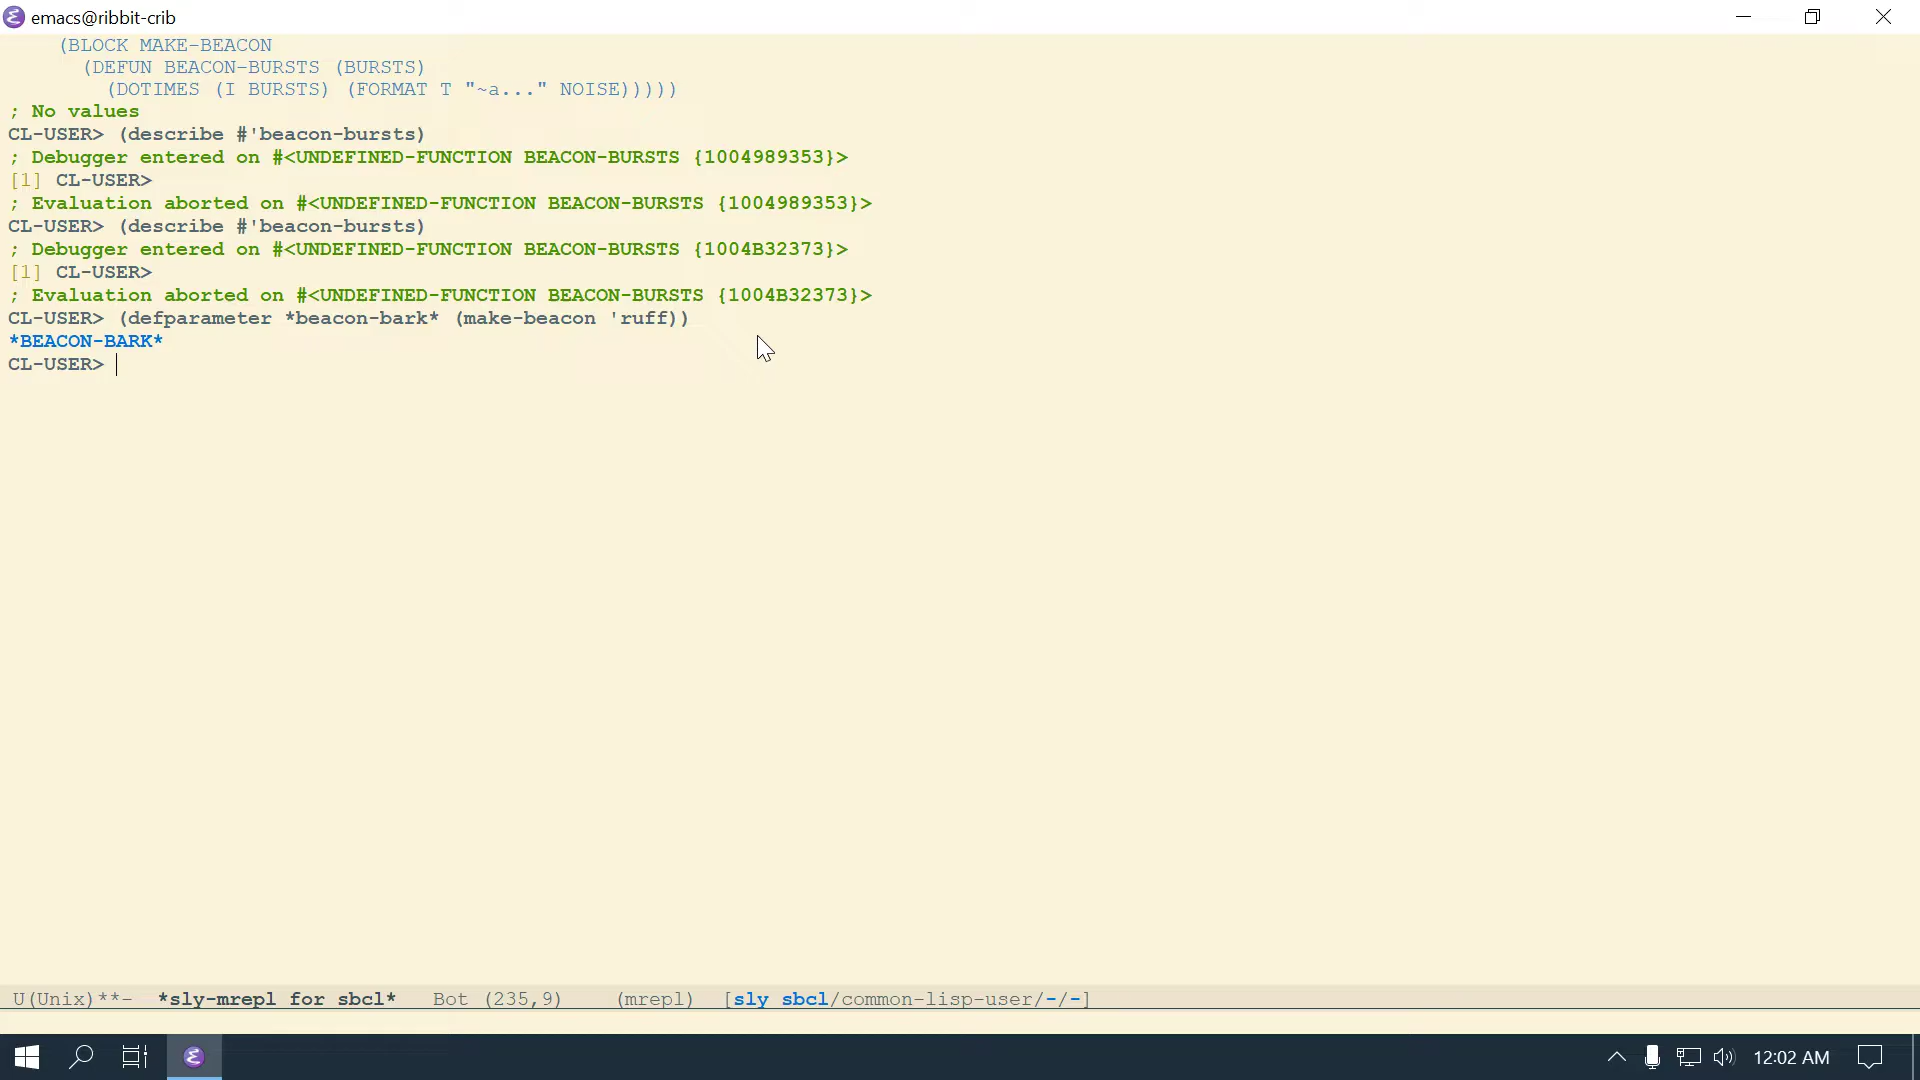 emacs@ribbit-crib
(BLOCK MAKE-BEACON
(DEFUN BEACON-BURSTS (BURSTS)
(DOTIMES (I BURSTS) (FORMAT T "~a..." NOISE)))))
; No values
CL-USER> (describe #'beacon-bursts)
; Debugger entered on #<UNDEFINED-FUNCTION BEACON-BURSTS {1004989353}>
[1] CL-USER>
; Evaluation aborted on #<UNDEFINED-FUNCTION BEACON-BURSTS {1004989353}>
CL-USER> (describe #'beacon-bursts)
; Debugger entered on #<UNDEFINED-FUNCTION BEACON-BURSTS {1004B32373}>
[1] CL-USER>
; Evaluation aborted on #<UNDEFINED-FUNCTION BEACON-BURSTS {1004B32373}>
CL-USER> (defparameter *beacon-bark* (make-beacon 'ruff))
*BEACON-BARK*
CL-USER>
U(Unix)**-  *sly-mrepl for sbcl*   Bot (235,9)    (mrepl)  [sly sbcl/common-lisp-user/-/-]
12:02 AM